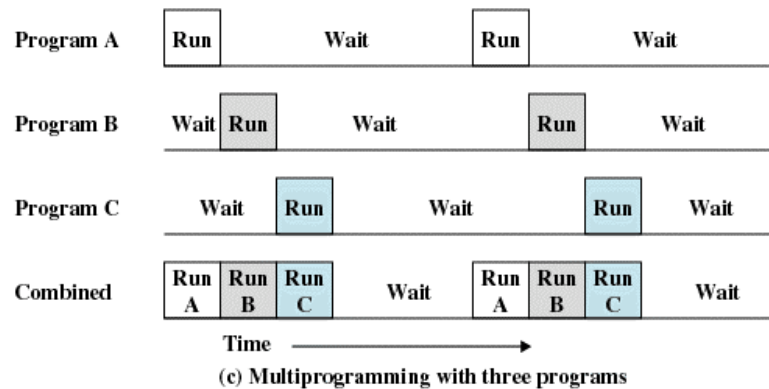 Program A Run Wait Run Wait
Program B Wait Run Wait Run Wait
Program C Wait Run Wait Run Wait
Combined Run A Run B Run C Wait Run A Run B Run C Wait
Time
(c) Multiprogramming with three programs